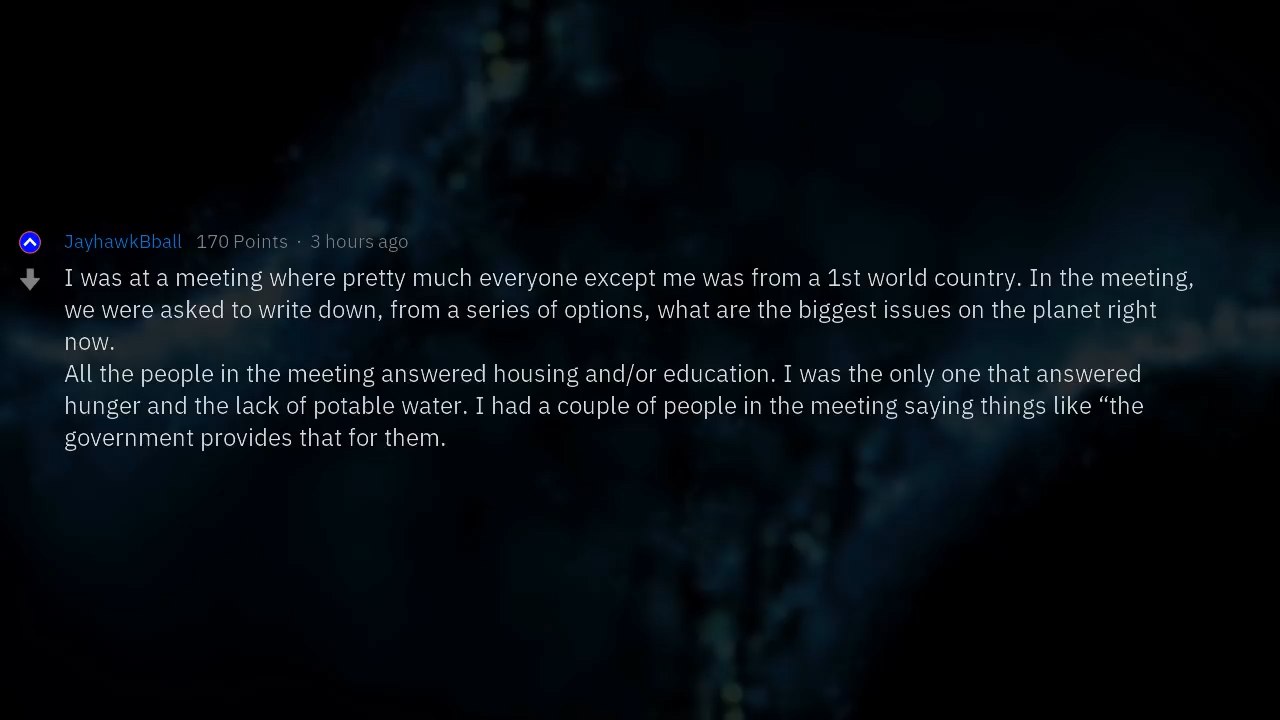 JayhawkBball 170 Points · 3 hours ago
I was at a meeting where pretty much everyone except me was from a 1st world country. In the meeting,
we were asked to write down, from a series of options, what are the biggest issues on the planet right
now.
All the people in the meeting answered housing and/or education. I was the only one that answered
hunger and the lack of potable water. I had a couple of people in the meeting saying things like “the
government provides that for them.